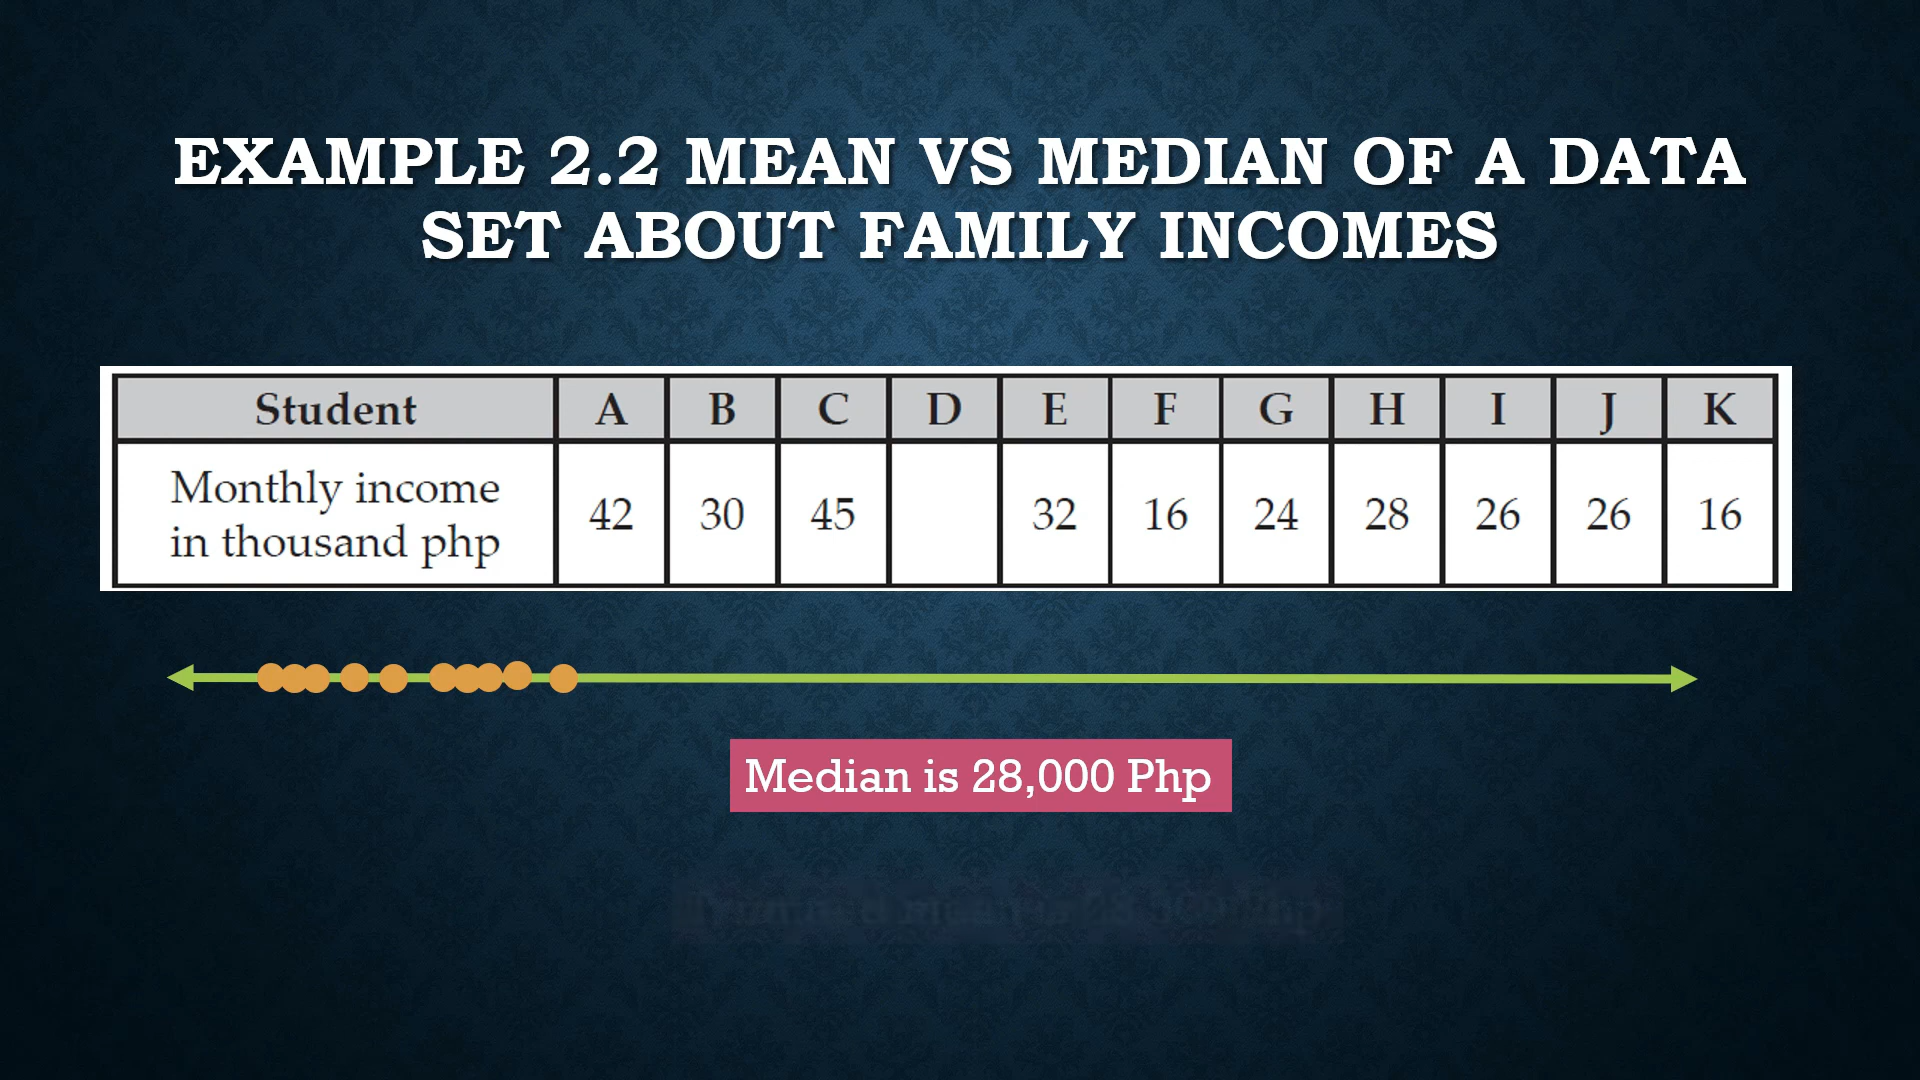 EXAMPLE 2.2 MEAN VS MEDIAN OF A DATA
SET ABOUT FAMILY INCOMES
Student A B C D E F G H I J K
Monthly income
in thousand php 42 30 45 32 16 24 28 26 26 16
Median is 28,000 Php